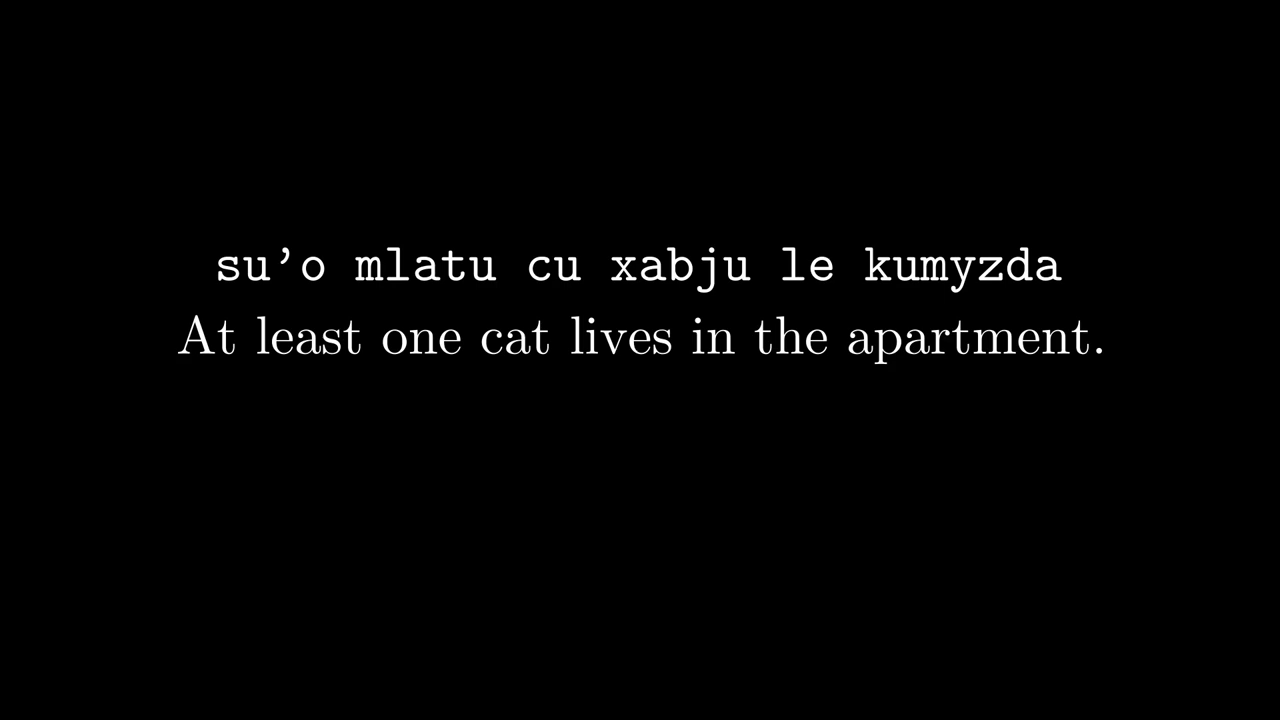 su’o mlatu cu xabju le kumyzda
At least one cat lives in the apartment.